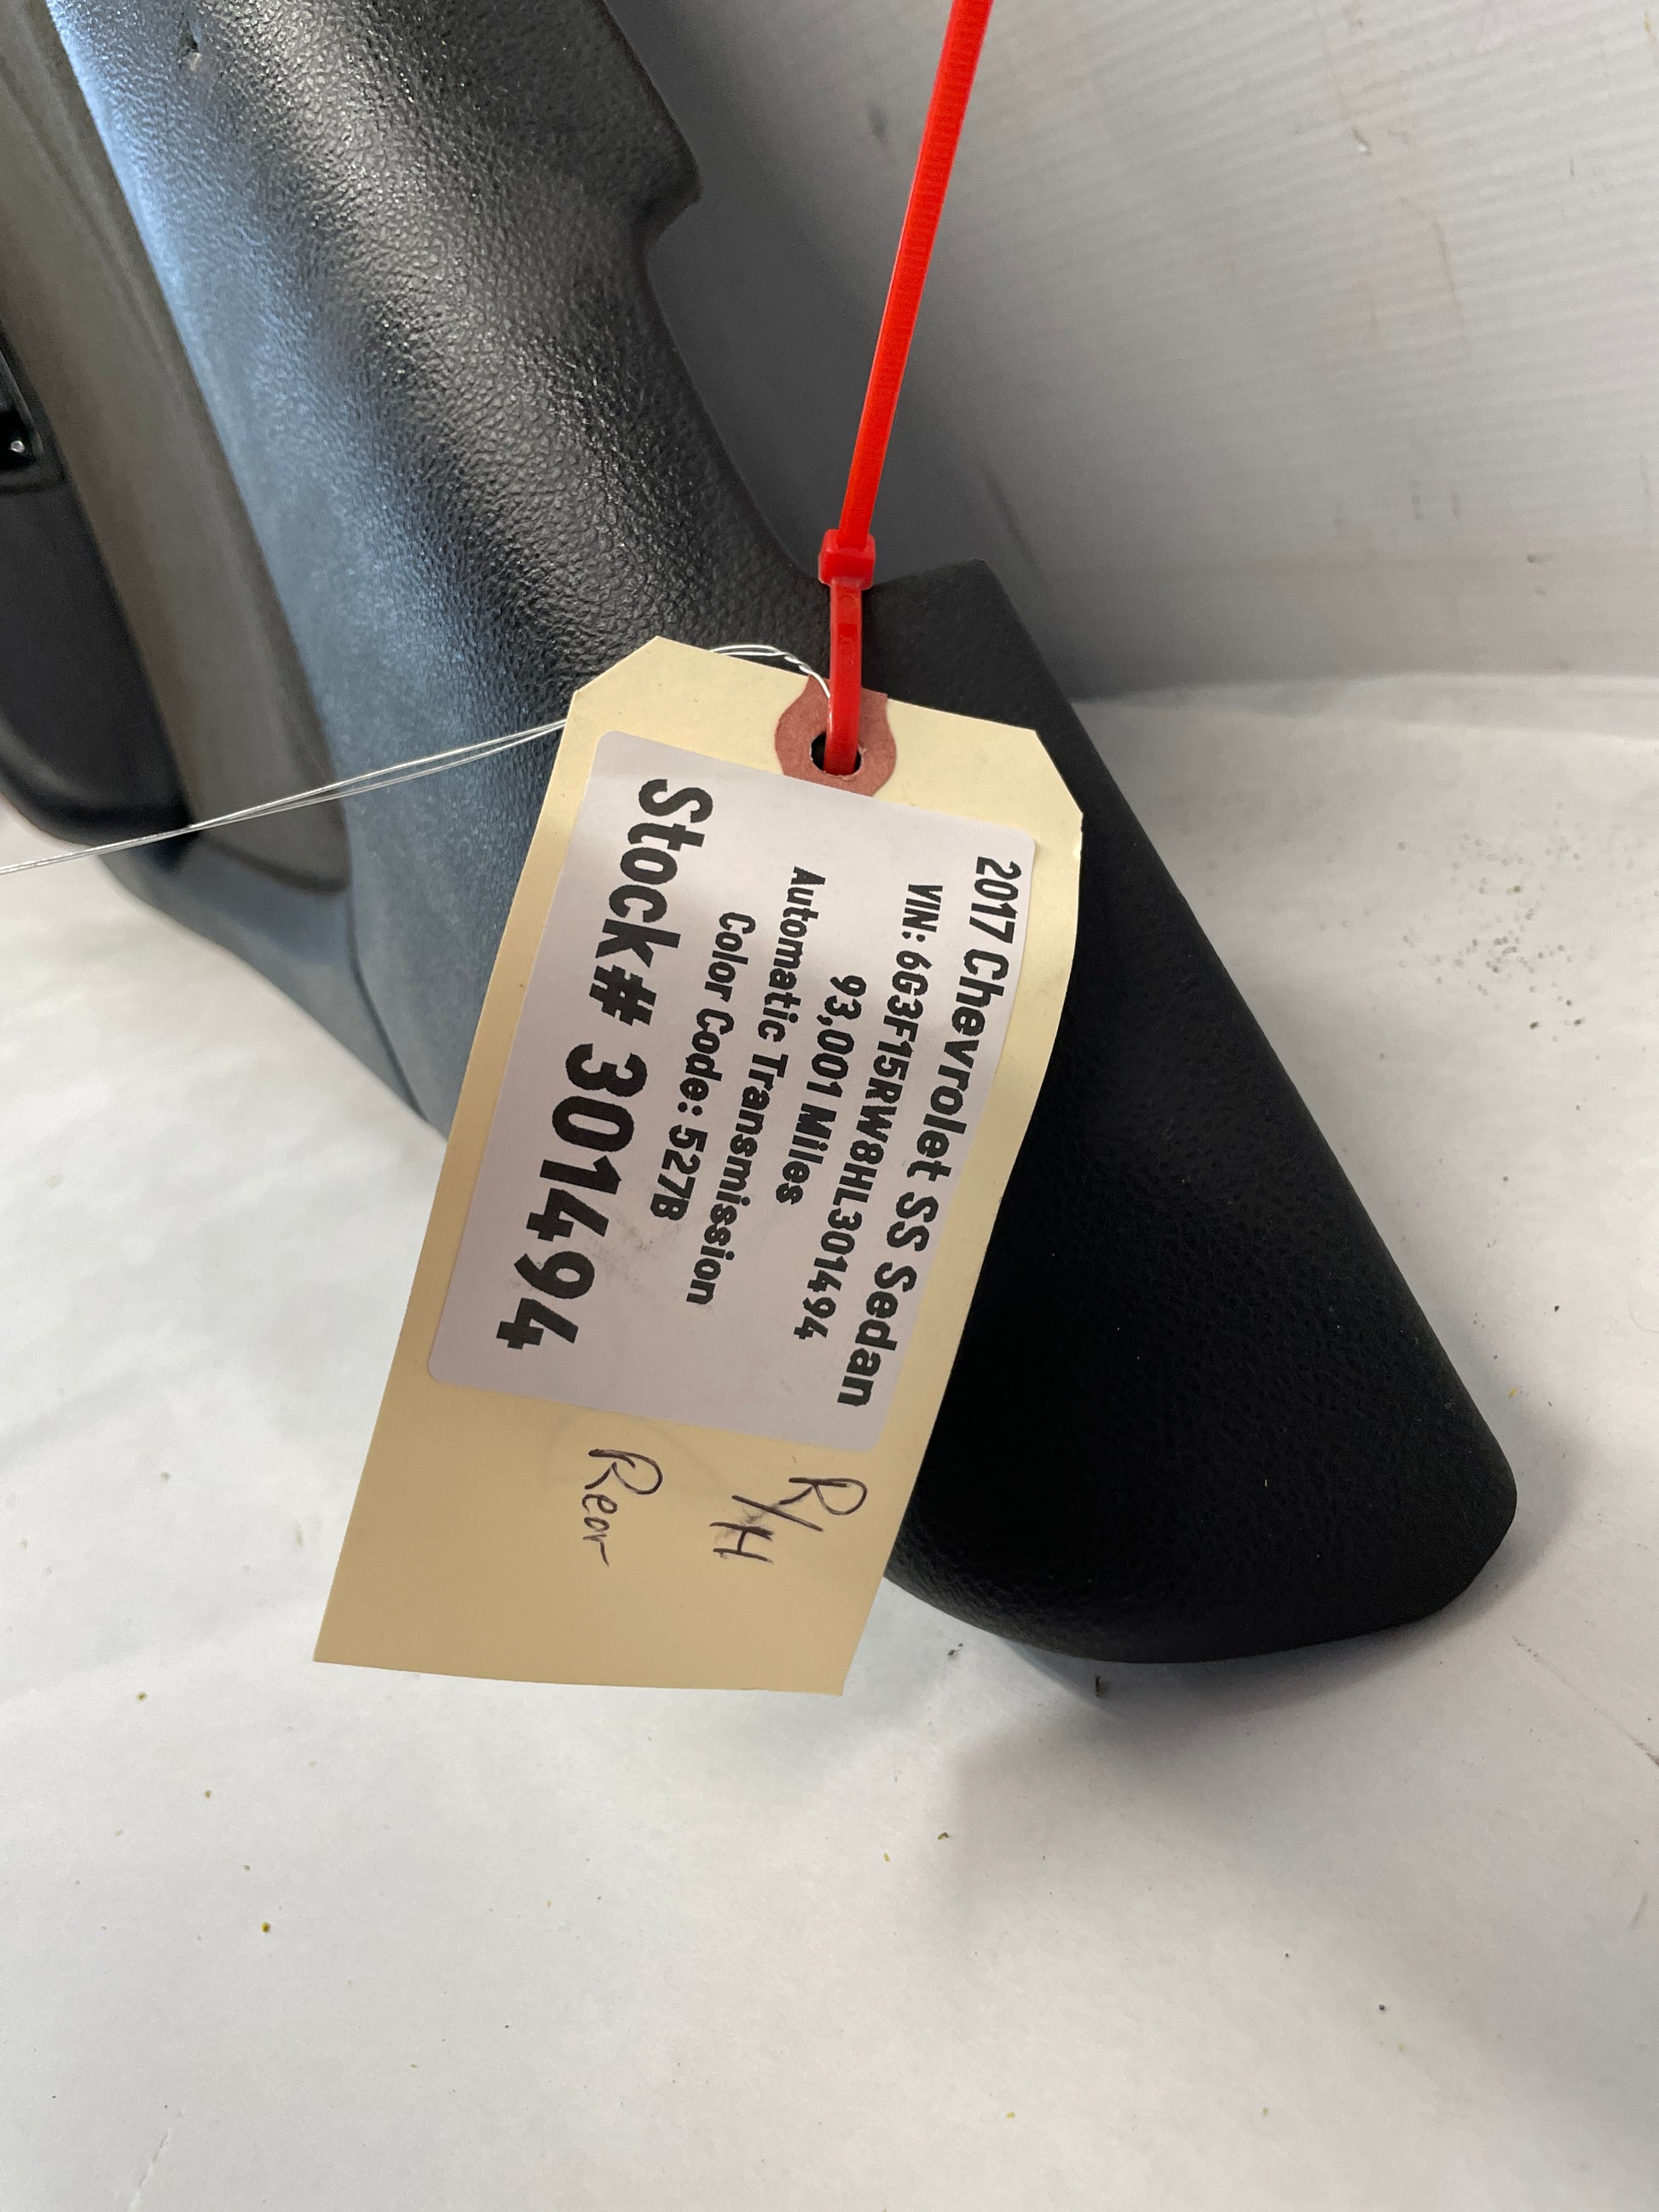 2017 Chevrolet SS Sedan
VIN: 6G3F15RW8HL301494
93,001 Miles
Automatic Transmission
Color Code: 527B
Stock# 301494
R/H
Rear